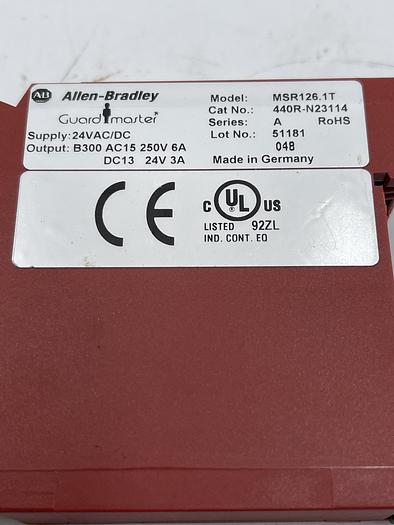 AB Allen-Bradley
Guardmaster
Supply:24VAC/DC
Output: B300 AC15 250V 6A
DC13 24V 3A
Model: MSR126.1T
Cat No.: 440R-N23114
Series: A RoHS
Lot No.: 51181
048
Made in Germany
CE
C UL US
LISTED 92ZL
IND. CONT. EQ